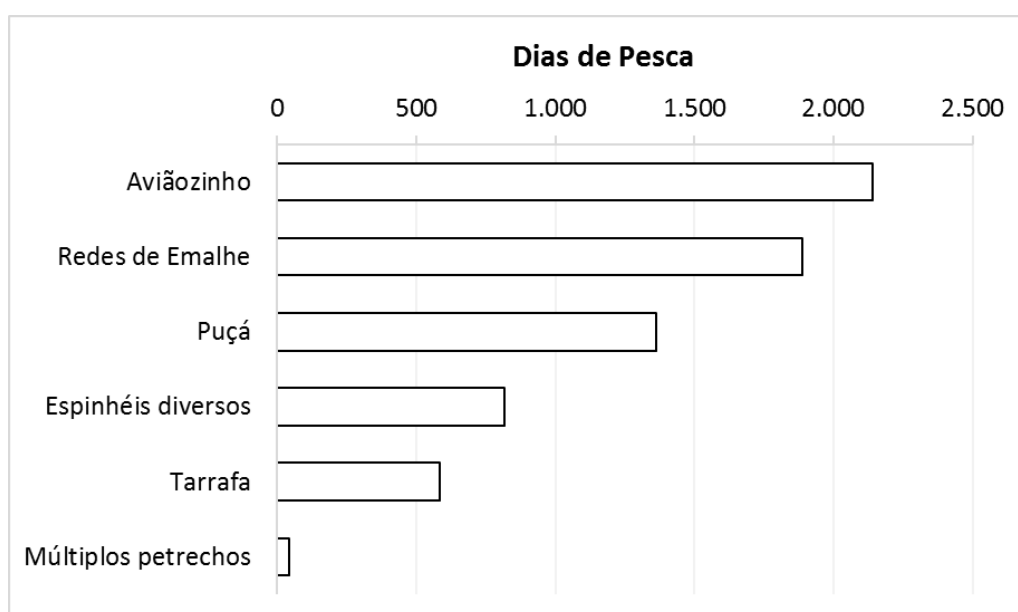 Dias de Pesca
0 500 1.000 1.500 2.000 2.500
Aviãozinho
Redes de Emalhe
Puçá
Espinhéis diversos
Tarrafa
Múltiplos petrechos